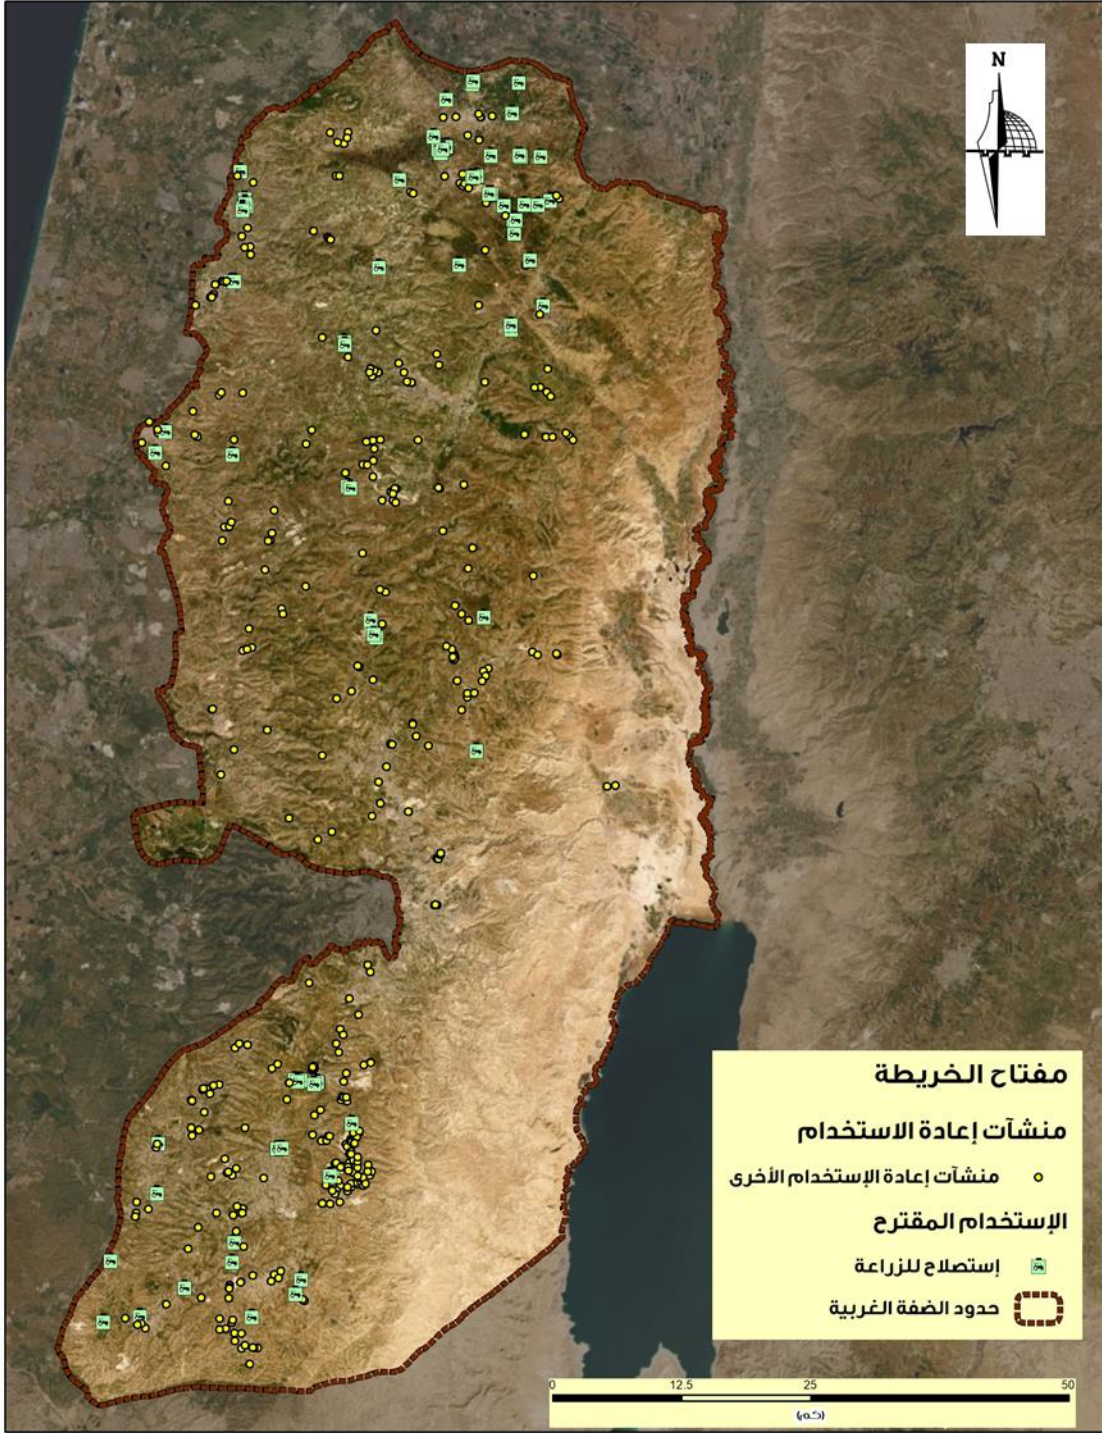 N
مفتاح الخريطة
منشآت إعادة الاستخدام
منشآت إعادة الإستخدام الأخرى
الإستخدام المقترح
إستصلاح للزراعة
حدود الضفة الغربية
0 12.5 25 50
(كم)